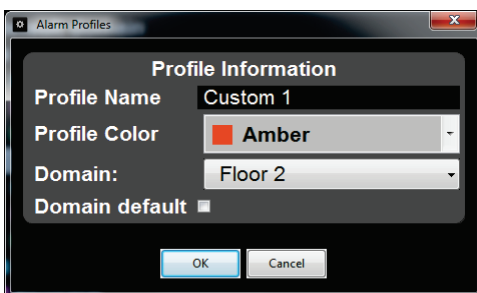 Alarm Profiles
Profile Information
Profile Name Custom 1
Profile Color Amber
Domain: Floor 2
Domain default
OK Cancel